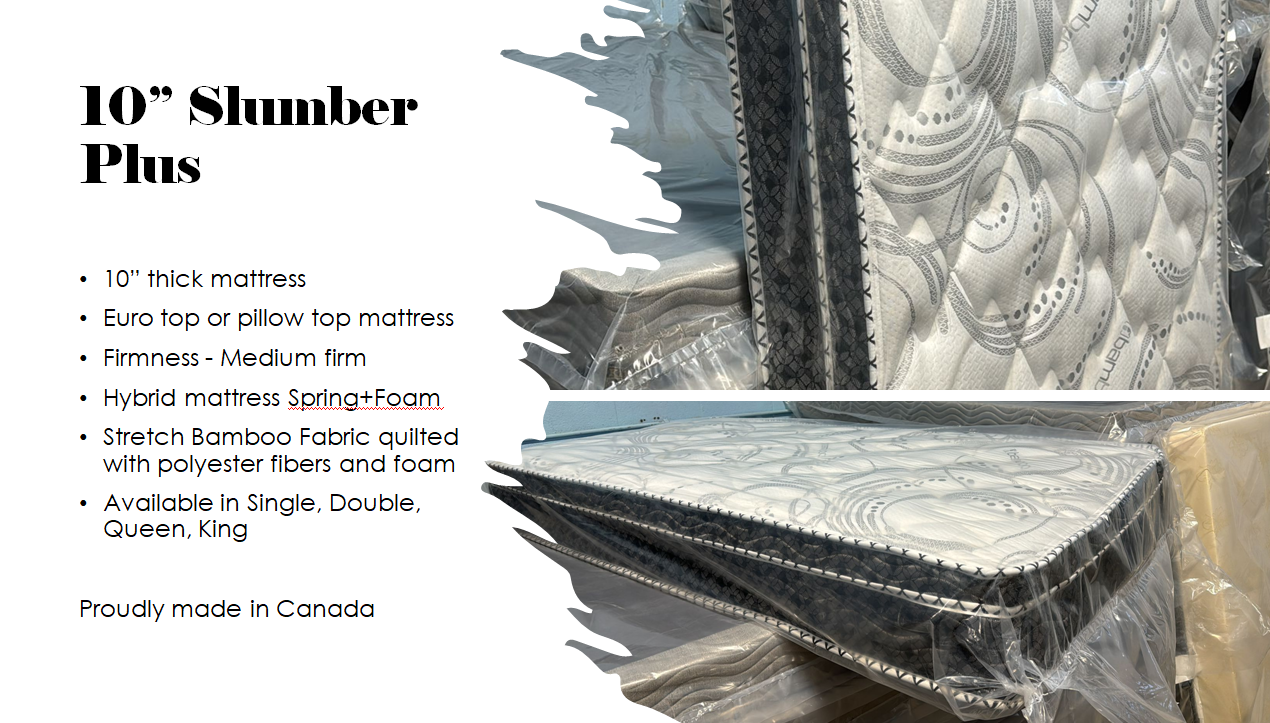 10” Slumber
Plus
• 10” thick mattress
• Euro top or pillow top mattress
• Firmness - Medium firm
• Hybrid mattress Spring+Foam
• Stretch Bamboo Fabric quilted
with polyester fibers and foam
• Available in Single, Double,
Queen, King
Proudly made in Canada